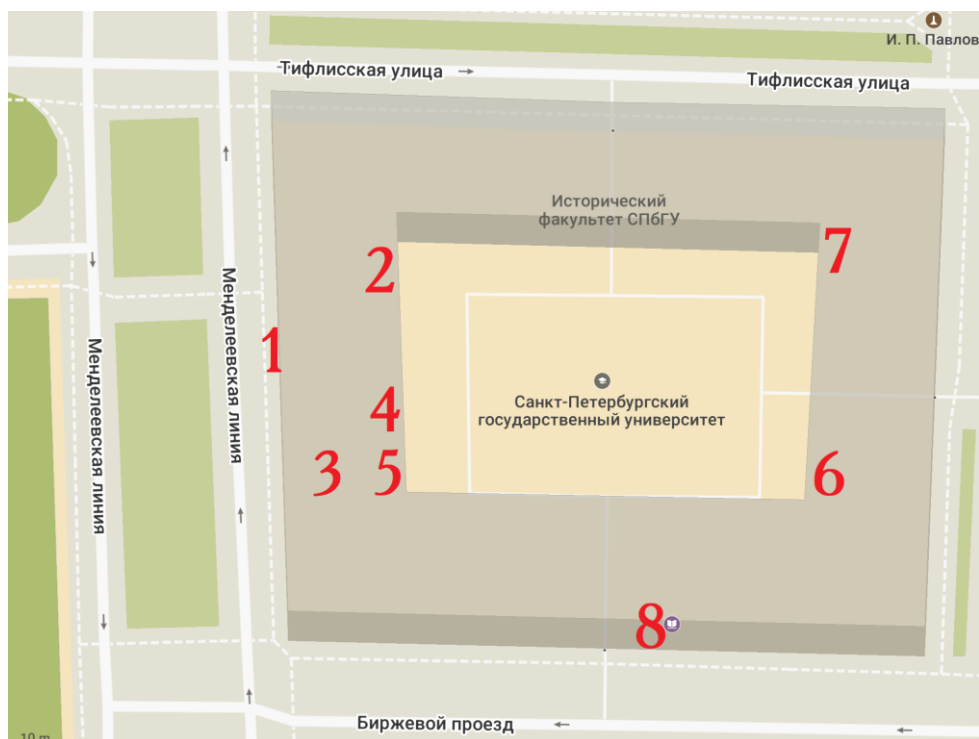 И. П. Павлов
Тифлисская улица
Тифлисская улица
Исторический
факультет СПбГУ
7
2
Менделеевская линия
Менделеевская линия
1
4
Санкт-Петербургский
государственный университет
3
5
6
8
Биржевой проезд
10 m